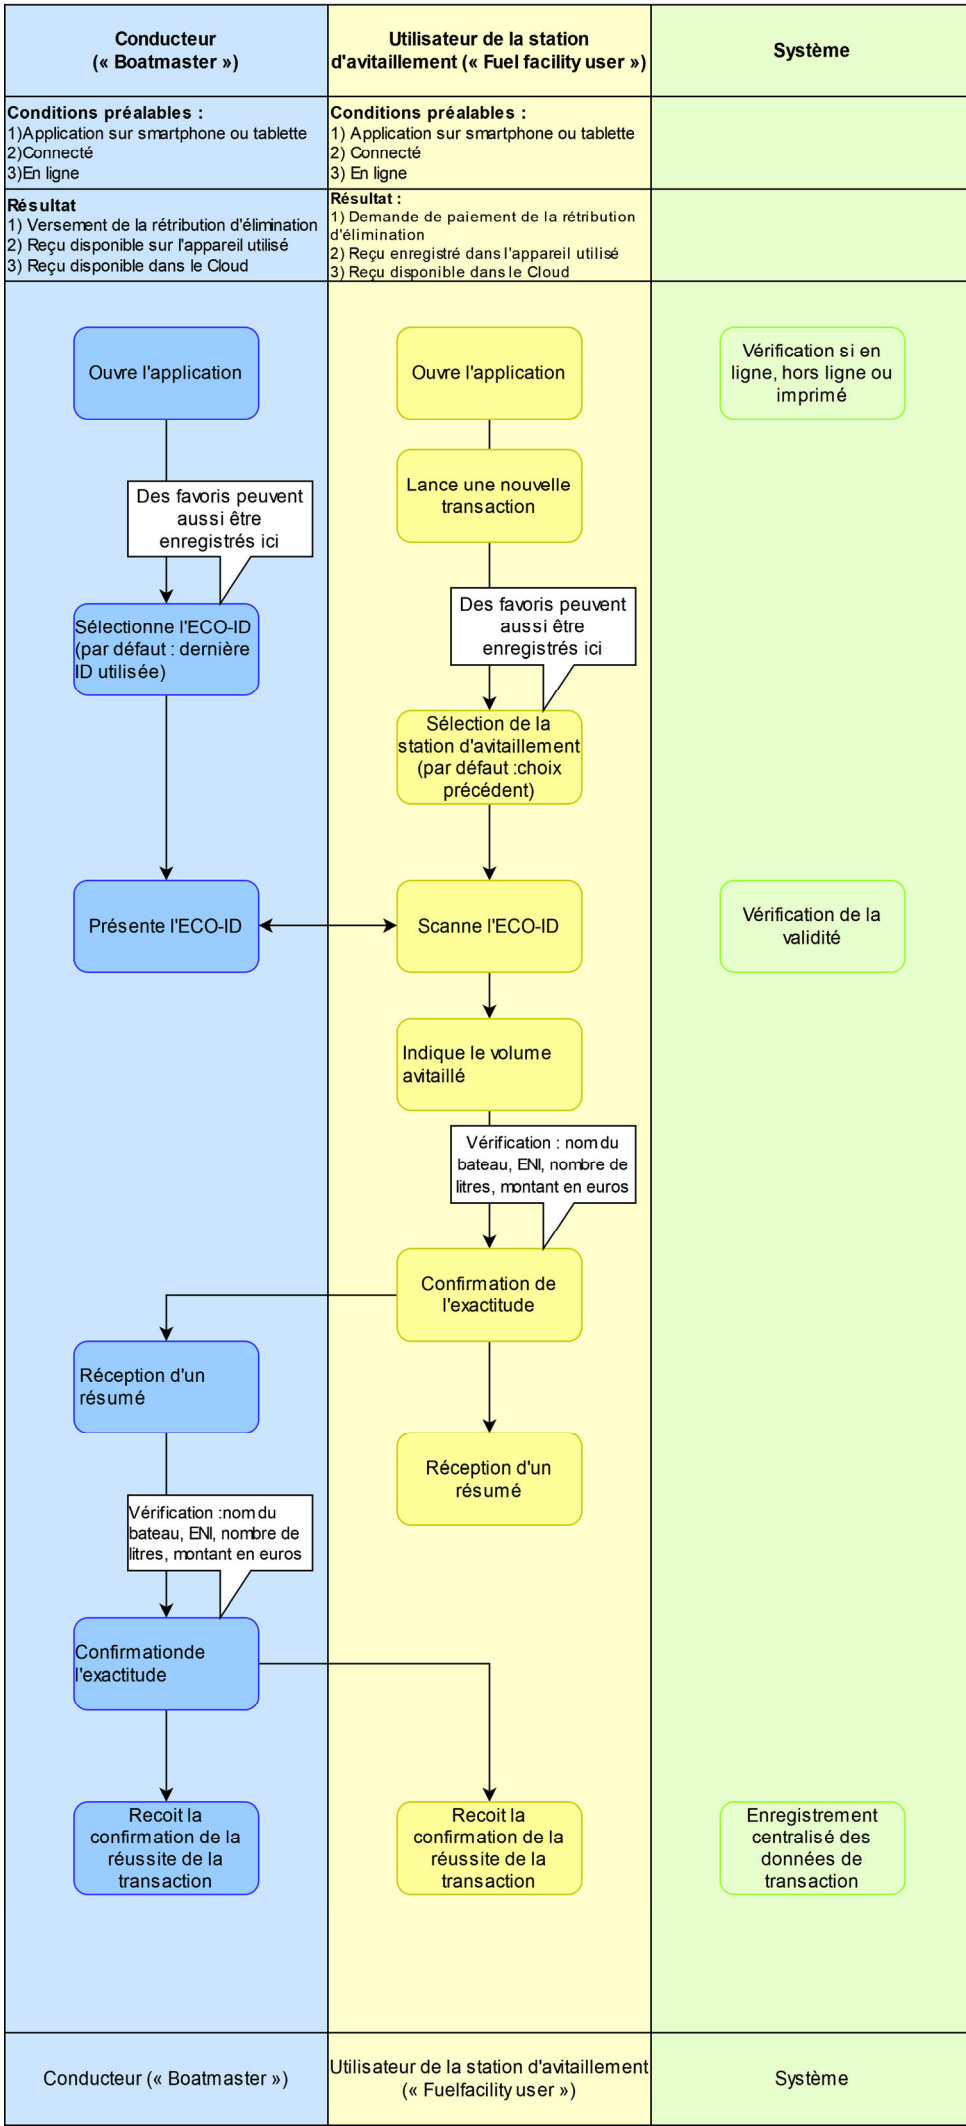 Conducteur
(« Boatmaster »)
Utilisateur de la station
d'avitaillement (« Fuel facility user »)
Système
Conditions préalables :
1)Application sur smartphone ou tablette
2)Connecté
3)En ligne
Conditions préalables :
1) Application sur smartphone ou tablette
2) Connecté
3) En ligne
Résultat
1) Versement de la rétribution d'élimination
2) Reçu disponible sur l'appareil utilisé
3) Reçu disponible dans le Cloud
Résultat :
1) Demande de paiement de la rétribution
d'élimination
2) Reçu enregistré dans l'appareil utilisé
3) Reçu disponible dans le Cloud
Ouvre l'application
Ouvre l'application
Vérification si en
ligne, hors ligne ou
imprimé
Lance une nouvelle
transaction
Des favoris peuvent
aussi être
enregistrés ici
Des favoris peuvent
aussi être
enregistrés ici
Sélectionne l'ECO-ID
(par défaut : dernière
ID utilisée)
Sélection de la
station d'avitaillement
(par défaut :choix
précédent)
Présente l'ECO-ID
Scanne l'ECO-ID
Vérification de la
validité
Indique le volume
avitaillé
Vérification : nom du
bateau, ENI, nombre de
litres, montant en euros
Confirmation de
l'exactitude
Réception d'un
résumé
Réception d'un
résumé
Vérification :nom du
bateau, ENI, nombre de
litres, montant en euros
Confirmationde
l'exactitude
Recoit la
confirmation de la
réussite de la
transaction
Recoit la
confirmation de la
réussite de la
transaction
Enregistrement
centralisé des
données de
transaction
Conducteur (« Boatmaster »)
Utilisateur de la station d'avitaillement
(« Fuelfacility user »)
Système